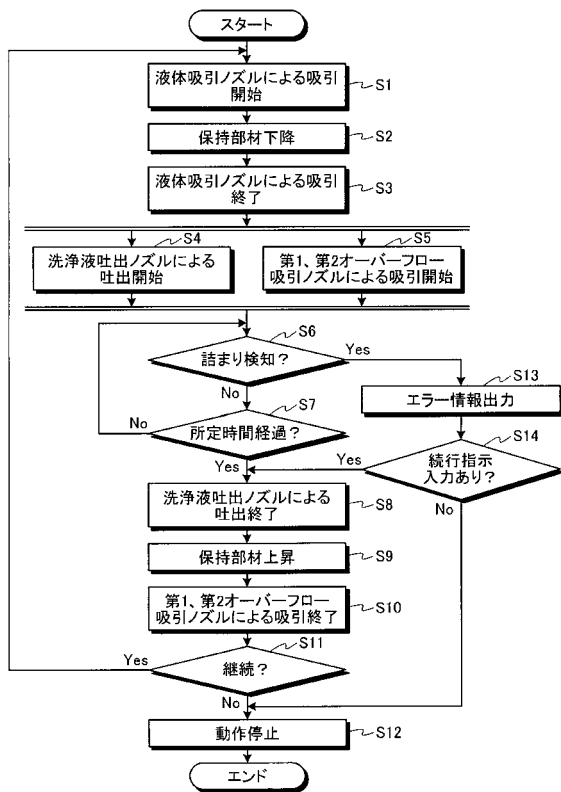 スタート
液体吸引ノズルによる吸引
開始
S1
保持部材下降
S2
液体吸引ノズルによる吸引
終了
S3
S4
洗浄液吐出ノズルによる
吐出開始
S5
第1、第2オーバーフロー
吸引ノズルによる吸引開始
S6
詰まり検知?
Yes
No
S13
エラー情報出力
S7
所定時間経過?
No
Yes
S14
続行指示
入力あり?
Yes
No
洗浄液吐出ノズルによる
吐出終了
S8
保持部材上昇
S9
第1、第2オーバーフロー
吸引ノズルによる吸引終了
S10
S11
継続?
Yes
No
動作停止
S12
エンド